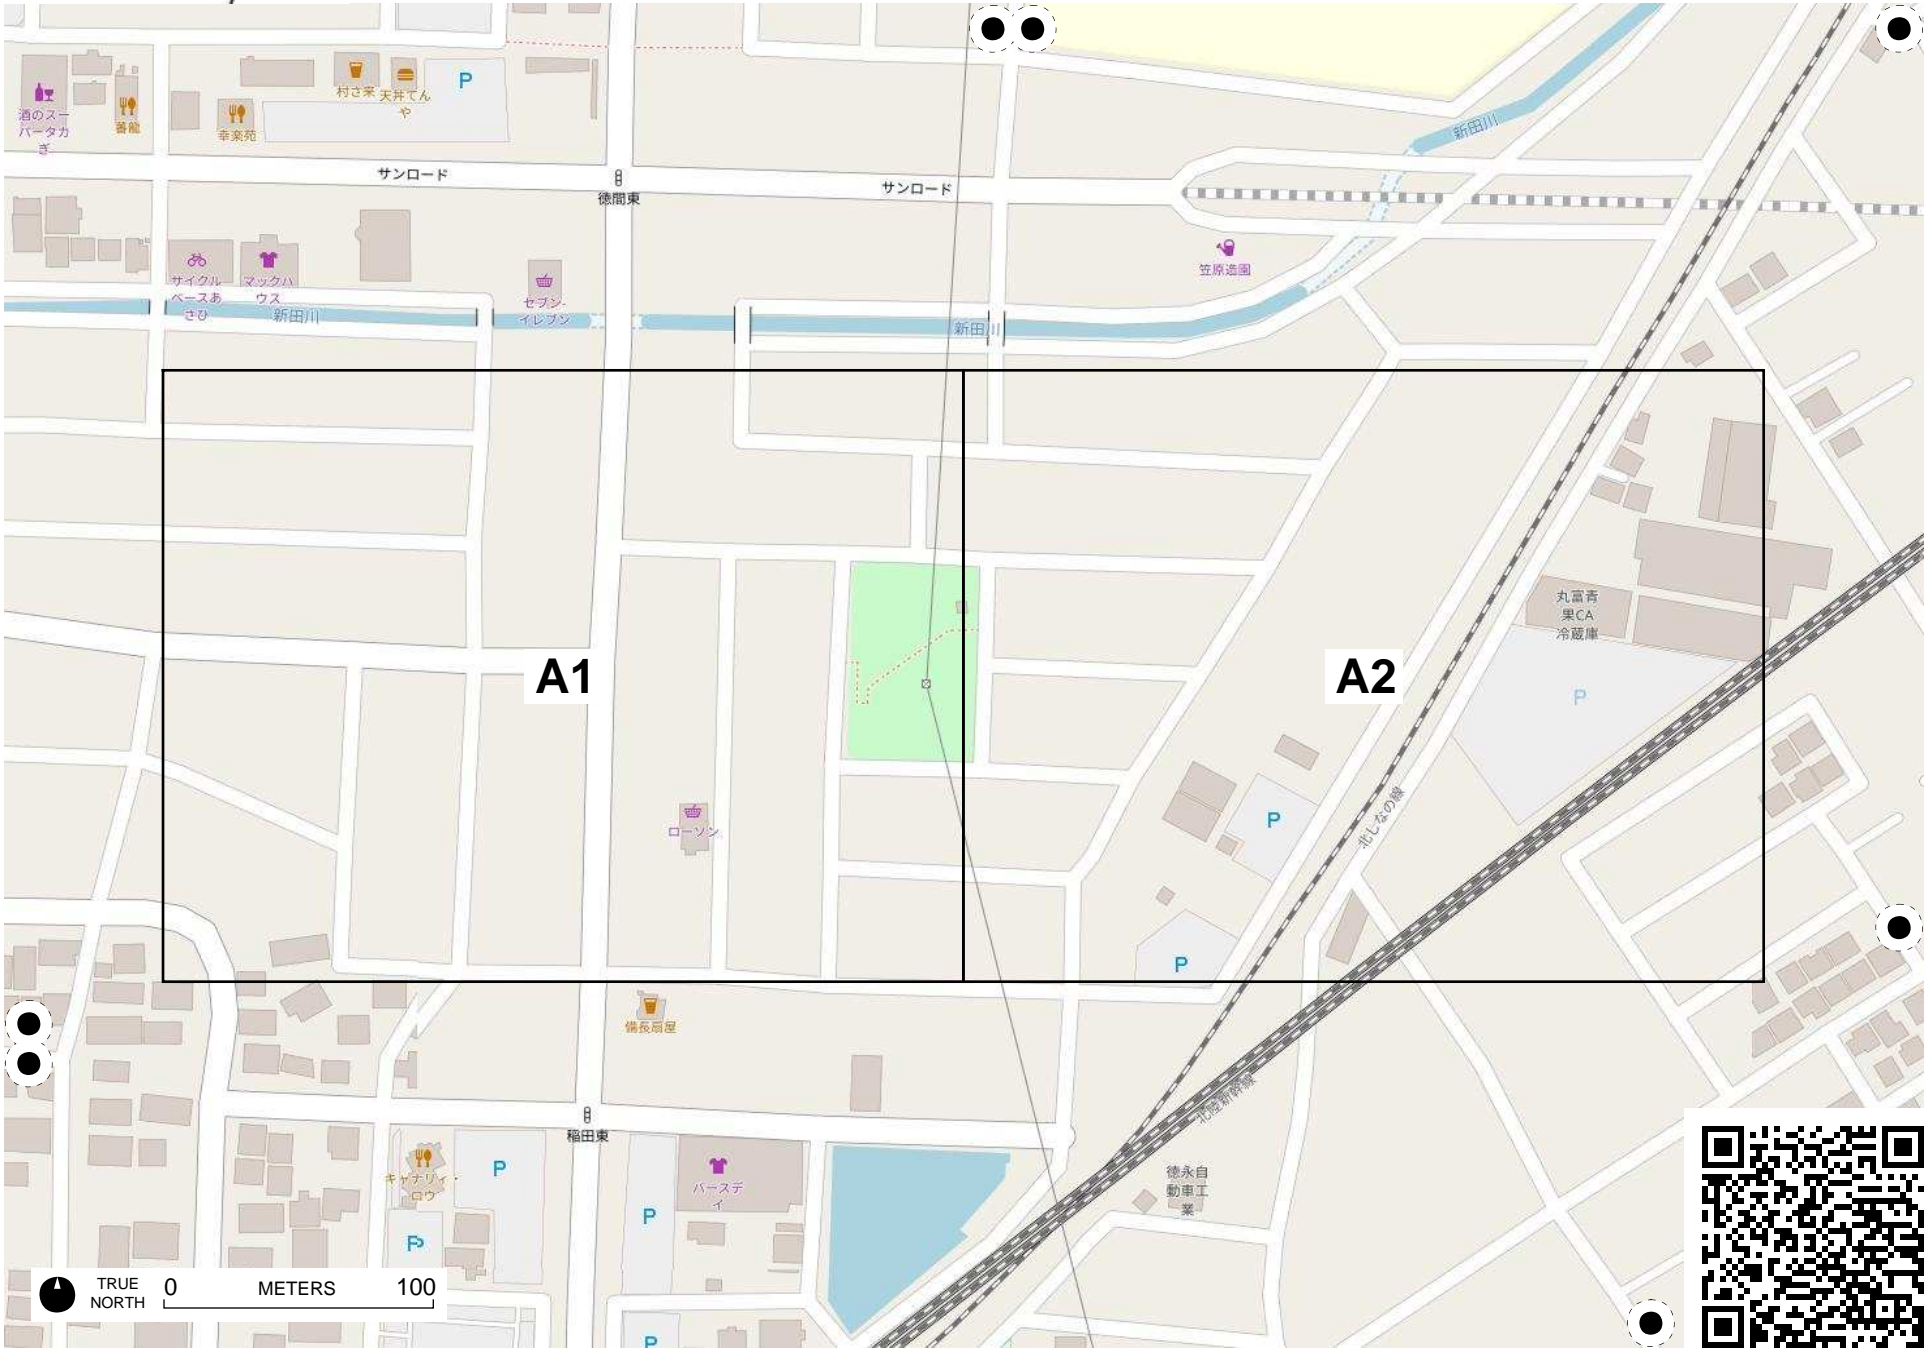 P
村さ来
天丼てん
や
酒のスー
パータカ
ぎ
蕃龍
幸楽苑
新田川
サンロード
徳間東
サンロード
笠原造園
サイクル
ベースあ
さひ
マックハ
ウス
新田川
セブン-
イレブン
新田川
丸富青
果CA
冷蔵庫
A1
A2
P
ローソン
P
北しなの線
P
備長扇屋
北陸新幹線
稲田東
P
キャナリィ・
ロウ
バースデ
イ
徳永自
動車工
業
P
P
TRUE
NORTH
0 METERS 100
P